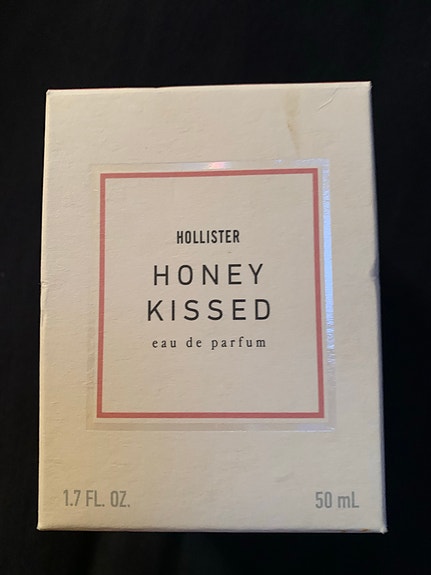 HOLLISTER
HONEY
KISSED
eau de parfum
1.7 FL. OZ. 50 mL